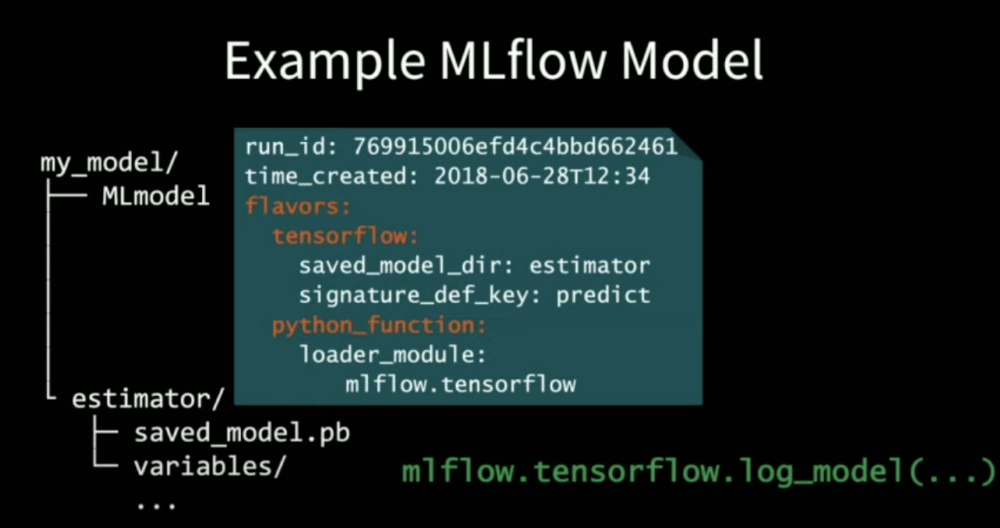 Example MLflow Model
my_model/
MLmodel
run_id: 769915006efd4c4bbd662461
time_created: 2018-06-28T12:34
flavors:
tensorflow:
saved_model_dir: estimator
signature_def_key: predict
python_function:
loader_module:
mlflow.tensorflow
estimator/
saved_model.pb
variables/
...
mlflow.tensorflow.log_model(...)